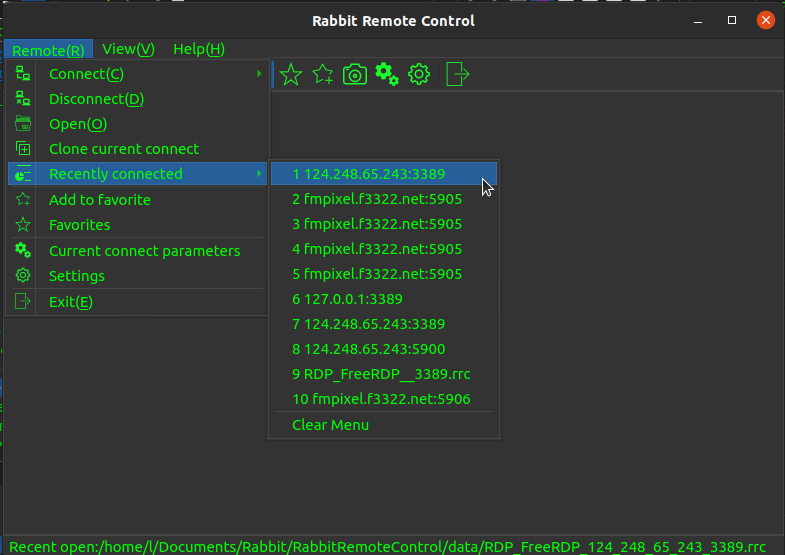 Rabbit Remote Control
Remote(R) View(V) Help(H)
Connect(C)
Disconnect(D)
Open(O)
Clone current connect
Recently connected
Add to favorite
Favorites
Current connect parameters
Settings
Exit(E)
1 124.248.65.243:3389
2 fmpixel.f3322.net:5905
3 fmpixel.f3322.net:5905
4 fmpixel.f3322.net:5905
5 fmpixel.f3322.net:5905
6 127.0.0.1:3389
7 124.248.65.243:3389
8 124.248.65.243:5900
9 RDP_FreeRDP__3389.rrc
10 fmpixel.f3322.net:5906
Clear Menu
Recent open:/home/l/Documents/Rabbit/RabbitRemoteControl/data/RDP_FreeRDP_124_248_65_243_3389.rrc